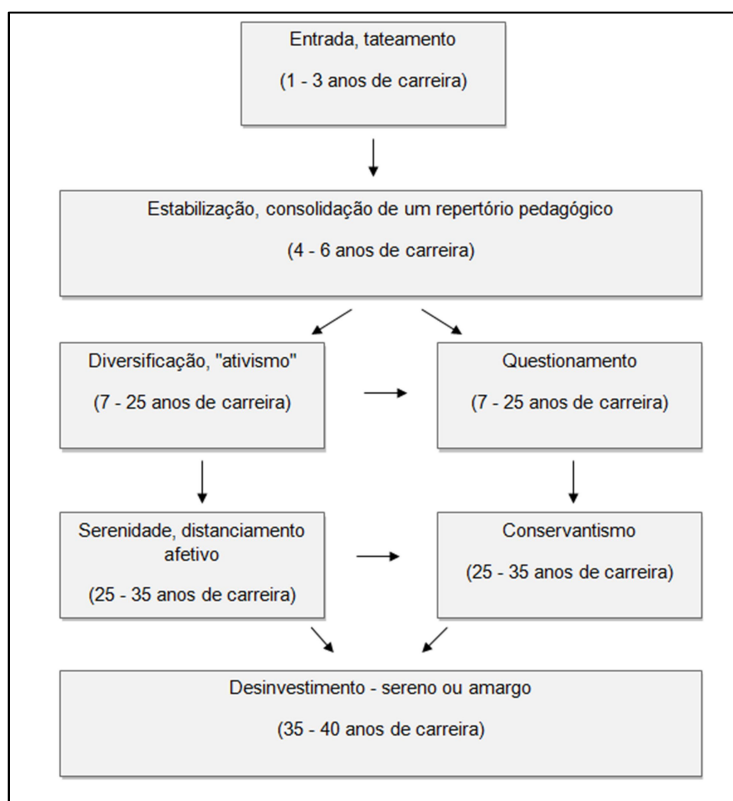 Entrada, tateamento
(1 - 3 anos de carreira)
Estabilização, consolidação de um repertório pedagógico
(4 - 6 anos de carreira)
Diversificação, "ativismo"
(7 - 25 anos de carreira)
Questionamento
(7 - 25 anos de carreira)
Serenidade, distanciamento
afetivo
(25 - 35 anos de carreira)
Conservantismo
(25 - 35 anos de carreira)
Desinvestimento - sereno ou amargo
(35 - 40 anos de carreira)